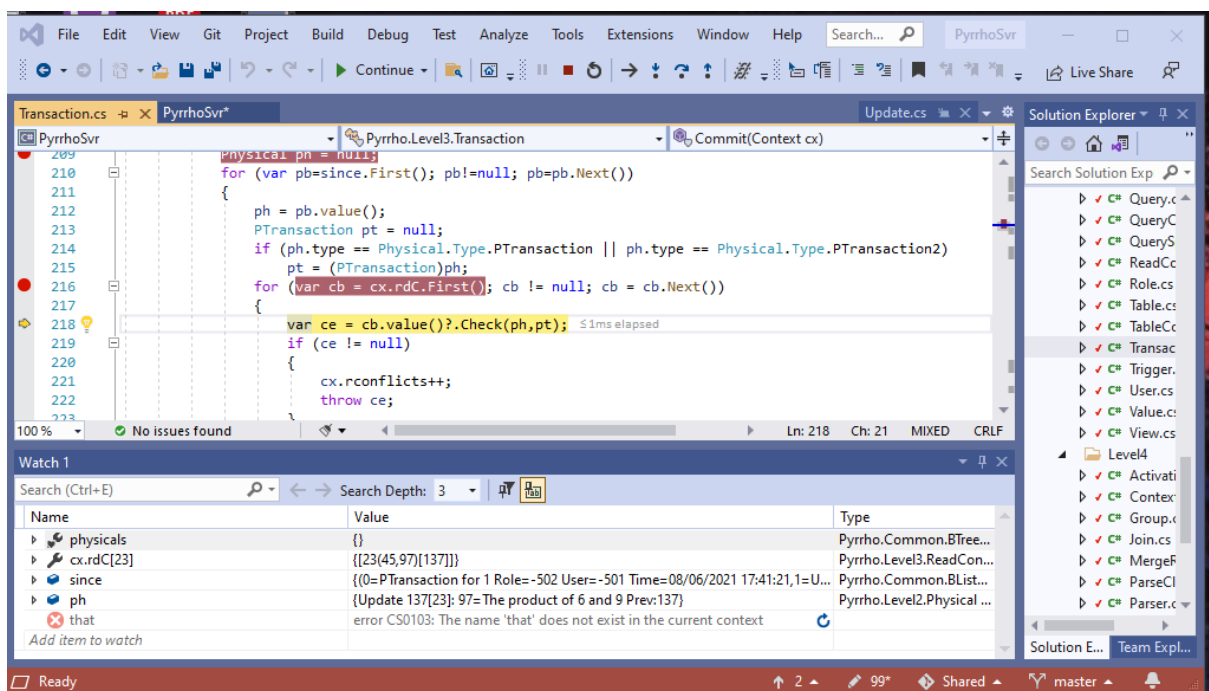 File Edit View Git Project Build Debug Test Analyze Tools Extensions Window Help Search... PyrrhoSvr
Continue Live Share
Transaction.cs PyrrhoSvr* Update.cs Solution Explorer
PyrrhoSvr Pyrrho.Level3.Transaction Commit(Context cx)
209 Physical ph = null;
210 for (var pb=since.First(); pb!=null; pb=pb.Next())
211 {
212 ph = pb.value();
213 PTransaction pt = null;
214 if (ph.type == Physical.Type.PTransaction || ph.type == Physical.Type.PTransaction2)
215 pt = (PTransaction)ph;
216 for (var cb = cx.rdC.First(); cb != null; cb = cb.Next())
217 {
218 var ce = cb.value()?.Check(ph,pt); ≤1ms elapsed
219 if (ce != null)
220 {
221 cx.rconflicts++;
222 throw ce;
223 }
100 % No issues found Ln: 218 Ch: 21 MIXED CRLF
Watch 1
Search (Ctrl+E) Search Depth: 3
Name Value Type
physicals {} Pyrrho.Common.BTree...
cx.rdC[23] {[23(45,97)[137]]} Pyrrho.Level3.ReadCon...
since {(0=PTransaction for 1 Role=-502 User=-501 Time=08/06/2021 17:41:21,1=U... Pyrrho.Common.BList...
ph {Update 137[23]: 97=The product of 6 and 9 Prev:137} Pyrrho.Level2.Physical ...
that error CS0103: The name 'that' does not exist in the current context
Add item to watch
Search Solution Exp
C# Query.c
C# QueryC
C# QueryS
C# ReadCo
C# Role.cs
C# Table.cs
C# TableCo
C# Transac
C# Trigger.
C# User.cs
C# Value.cs
C# View.cs
Level4
C# Activati
C# Contex
C# Group.c
C# Join.cs
C# MergeR
C# ParseCl
C# Parser.c
Solution E... Team Expl...
Ready 2 99* Shared master